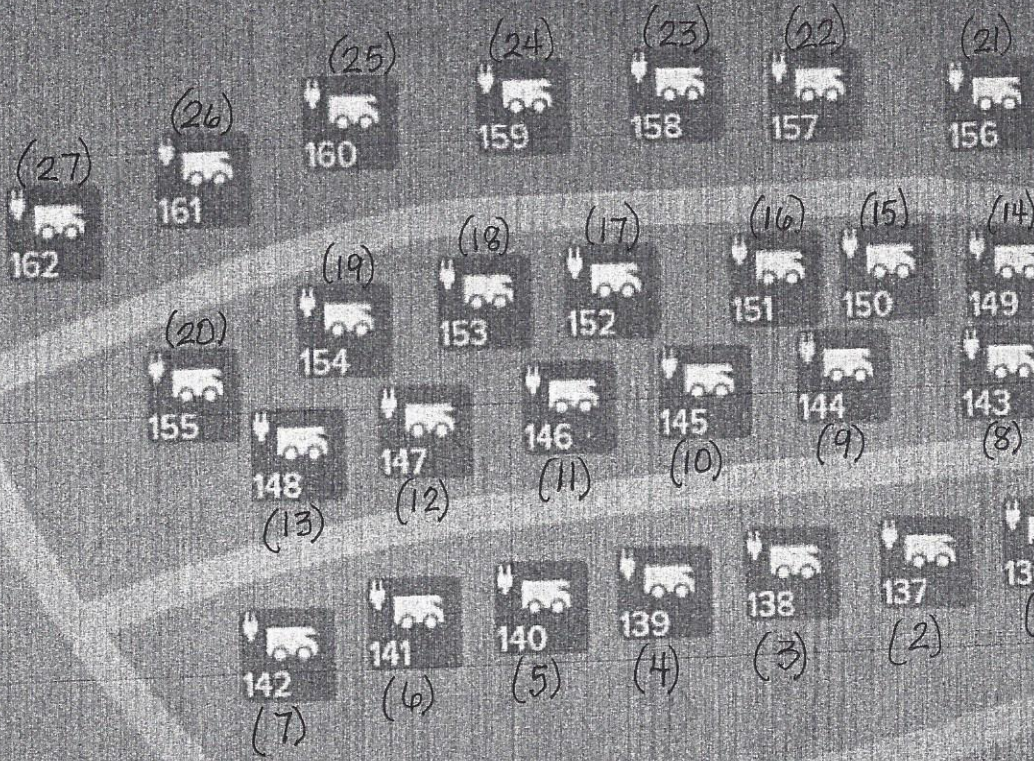 (25) (24) (23) (22) (21)
160 159 158 157 156
(27) (26)
162 161
(19) (18) (17) (16) (15) (14)
154 153 152 151 150 149
(20)
155 148 147 146 145 144 143
(13) (12) (11) (10) (9) (8)
142 141 140 139 138 137
(7) (6) (5) (4) (3) (2)